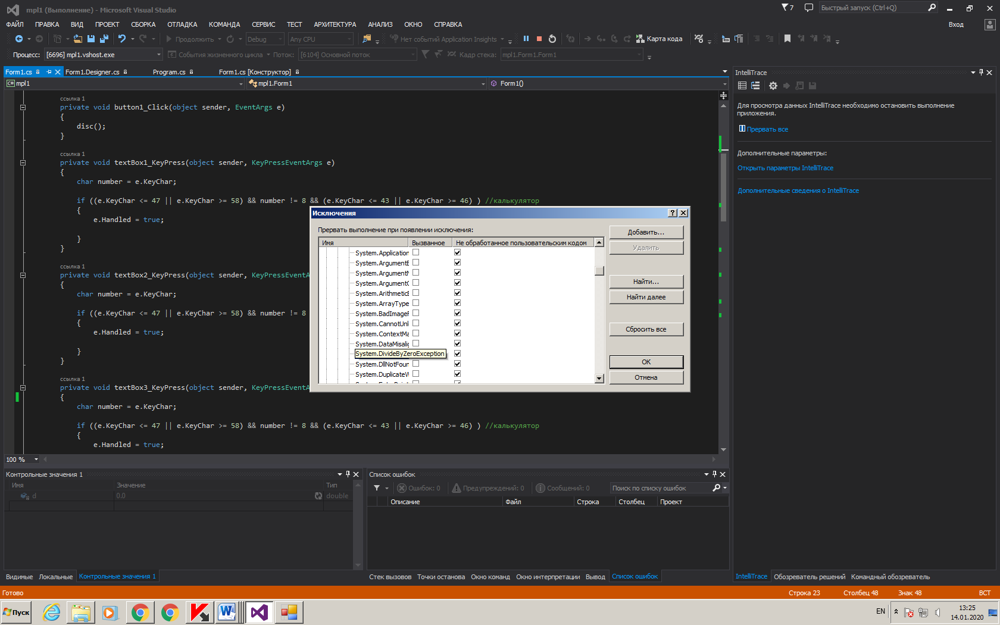 mpl1 (Выполнение) - Microsoft Visual Studio
7
Быстрый запуск (Ctrl+Q)
ФАЙЛ ПРАВКА ВИД ПРОЕКТ СБОРКА ОТЛАДКА КОМАНДА СЕРВИС ТЕСТ АРХИТЕКТУРА АНАЛИЗ ОКНО СПРАВКА
Вход
Продолжить Debug Any CPU Нет событий Application Insights Карта кода
Процесс: [6696] mpl1.vshost.exe События жизненного цикла Поток: [6104] Основной поток Кадр стека: mpl1.Form1.Form1
Form1.cs Form1.Designer.cs Program.cs Form1.cs [Конструктор]
C# mpl1 mpl1.Form1 Form1()
ссылка 1
private void button1_Click(object sender, EventArgs e)
{
disc();
}
ссылка 1
private void textBox1_KeyPress(object sender, KeyPressEventArgs e)
{
char number = e.KeyChar;
if ((e.KeyChar <= 47 || e.KeyChar >= 58) && number != 8 && (e.KeyChar <= 43 || e.KeyChar >= 46) ) //калькулятор
{
e.Handled = true;
}
}
ссылка 1
private void textBox2_KeyPress(object sender, KeyPressEventA
{
char number = e.KeyChar;
if ((e.KeyChar <= 47 || e.KeyChar >= 58) && number != 8
{
e.Handled = true;
}
}
ссылка 1
private void textBox3_KeyPress(object sender, KeyPressEventA
{
char number = e.KeyChar;
if ((e.KeyChar <= 47 || e.KeyChar >= 58) && number != 8 && (e.KeyChar <= 43 || e.KeyChar >= 46) ) //калькулятор
{
e.Handled = true;
100 %
Исключения
Прервать выполнение при появлении исключения:
Имя Вызванное Не обработанное пользовательским кодом
System.Application
System.ArgumentE
System.ArgumentN
System.ArgumentO
System.ArithmeticE
System.ArrayType
System.BadImageF
System.CannotUnl
System.ContextMa
System.DataMisalig
System.DivideByZeroException
System.DllNotFoun
System.DuplicateW
Добавить...
Удалить
Найти...
Найти далее
Сбросить все
ОК
Отмена
IntelliTrace
Для просмотра данных IntelliTrace необходимо остановить выполнение
приложения.
Прервать все
Дополнительные параметры:
Открыть параметры IntelliTrace
Дополнительные сведения о IntelliTrace
Контрольные значения 1
Имя Значение Тип
d 0.0 double
Видимые Локальные Контрольные значения 1
Список ошибок
Ошибок: 0 Предупреждений: 0 Сообщений: 0 Поиск по списку ошибок
Описание Файл Строка Столбец Проект
Стек вызовов Точки останова Окно команд Окно интерпретации Вывод Список ошибок
IntelliTrace Обозреватель решений Командный обозреватель
Готово Строка 23 Столбец 48 Знак 48 ВСТ
Пуск
EN
13:25
14.01.2020